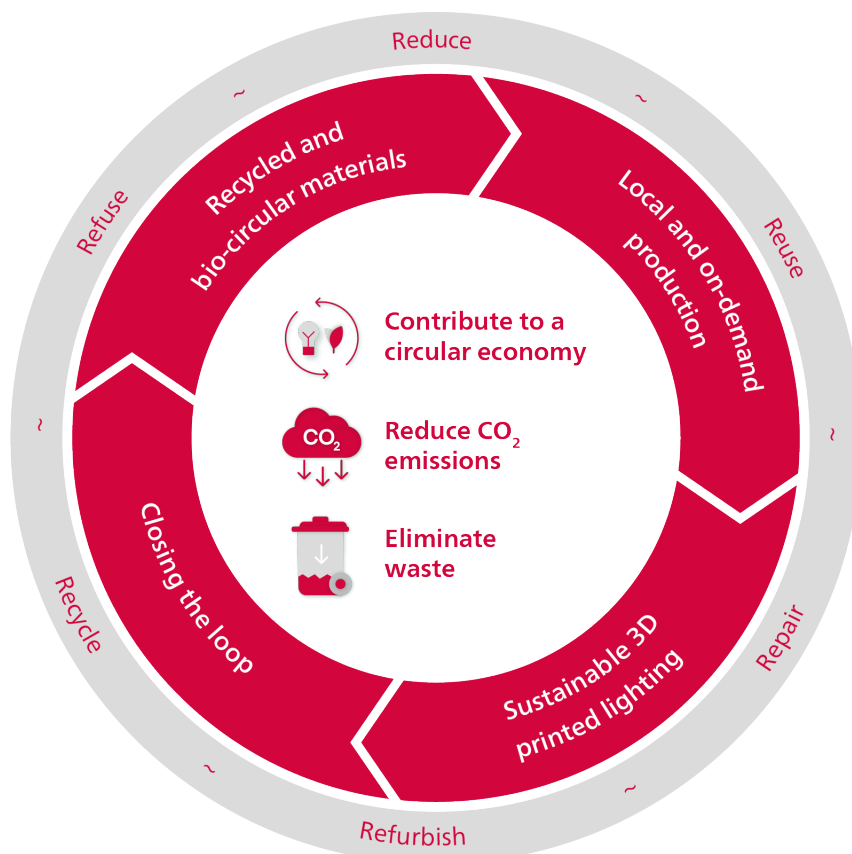 Reduce
~
Reuse
~
Repair
~
Refurbish
~
Recycle
~
Refuse
~
Recycled and
bio-circular materials
Local and on-demand
production
Sustainable 3D
printed lighting
Closing the loop
Contribute to a
circular economy
CO₂
Reduce CO₂
emissions
Eliminate
waste